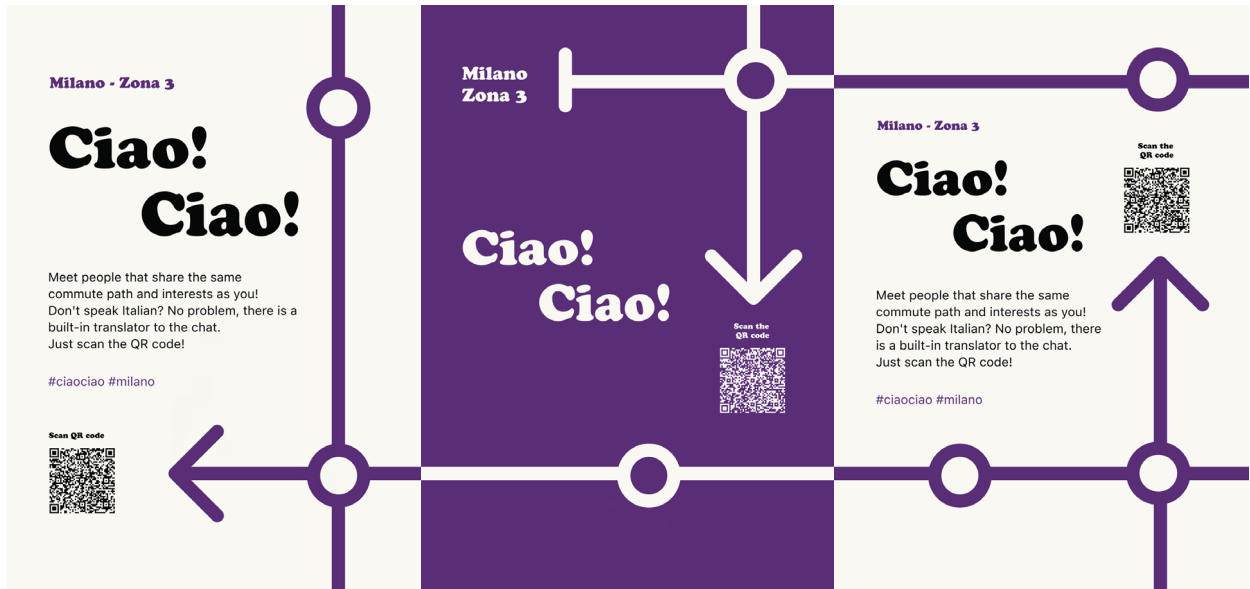 Milano - Zona 3
Ciao!
Ciao!
Meet people that share the same
commute path and interests as you!
Don't speak Italian? No problem, there is a
built-in translator to the chat.
Just scan the QR code!
#ciaociao #milano
Scan QR code
Milano
Zona 3
Ciao!
Ciao!
Scan the
QR code
Milano - Zona 3
Ciao!
Ciao!
Scan the
QR code
Meet people that share the same
commute path and interests as you!
Don't speak Italian? No problem, there
is a built-in translator to the chat.
Just scan the QR code!
#ciaociao #milano